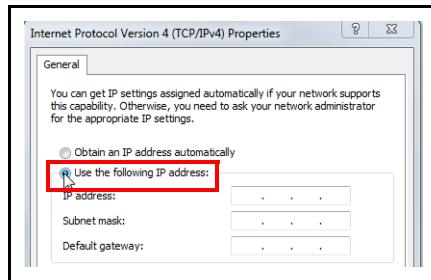 Internet Protocol Version 4 (TCP/IPv4) Properties
General
You can get IP settings assigned automatically if your network supports
this capability. Otherwise, you need to ask your network administrator
for the appropriate IP settings.
Obtain an IP address automatically
Use the following IP address:
IP address:
Subnet mask:
Default gateway: